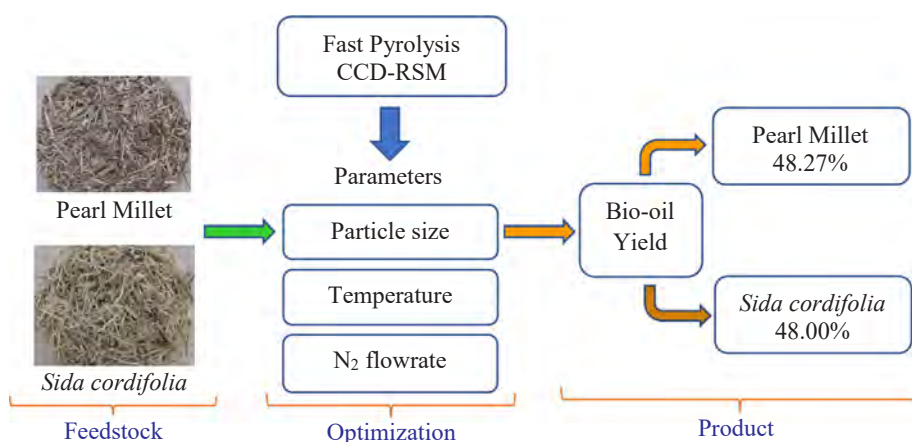 Fast Pyrolysis
CCD-RSM
Parameters
Pearl Millet
Particle size
Temperature
N₂ flowrate
Sida cordifolia
Bio-oil
Yield
Pearl Millet
48.27%
Sida cordifolia
48.00%
Feedstock
Optimization
Product